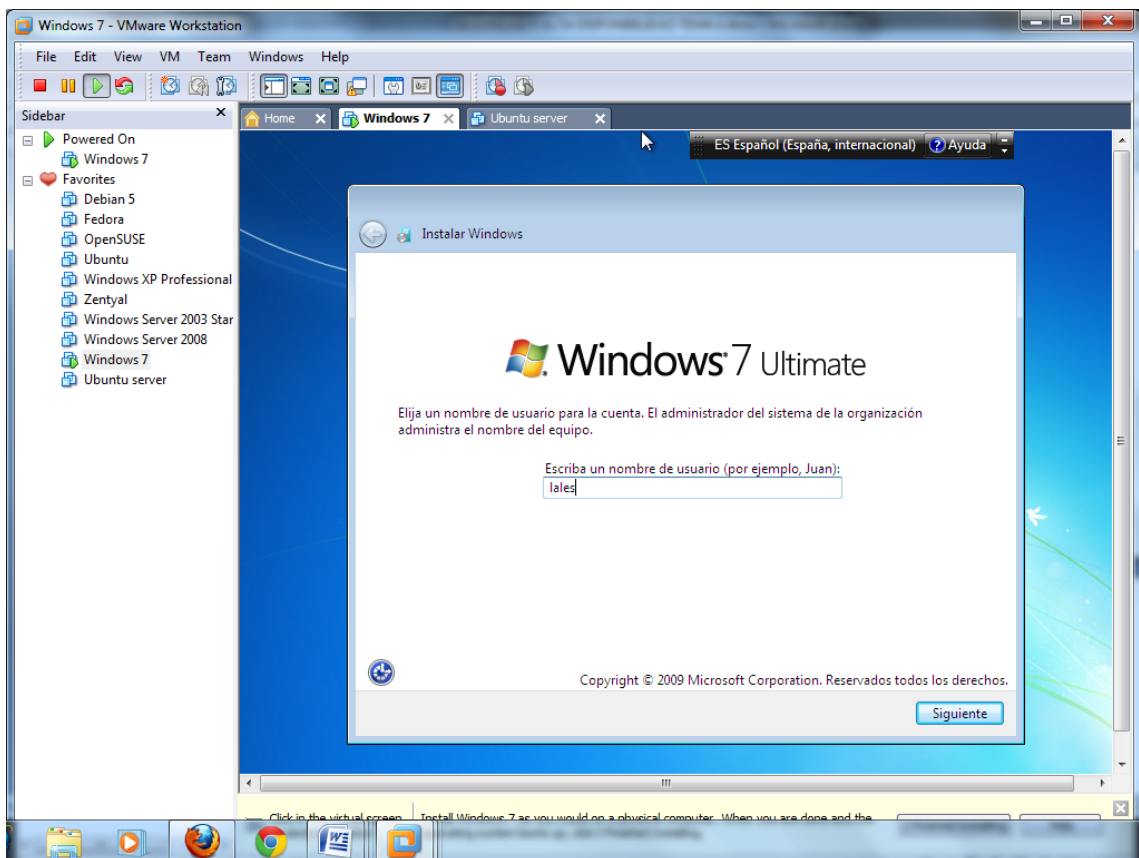 Windows 7 - VMware Workstation
File Edit View VM Team Windows Help
Sidebar x
Home x Windows 7 x Ubuntu server x
Powered On
Windows 7
Favorites
Debian 5
Fedora
OpenSUSE
Ubuntu
Windows XP Professional
Zentyal
Windows Server 2003 Star
Windows Server 2008
Windows 7
Ubuntu server
ES Español (España, internacional) ? Ayuda
Instalar Windows
Windows 7 Ultimate
Elija un nombre de usuario para la cuenta. El administrador del sistema de la organización
administra el nombre del equipo.
Escriba un nombre de usuario (por ejemplo, Juan):
lales
Copyright © 2009 Microsoft Corporation. Reservados todos los derechos.
Siguiente
Click in the virtual screen Install Windows 7 as you would on a physical computer. When you are done and the